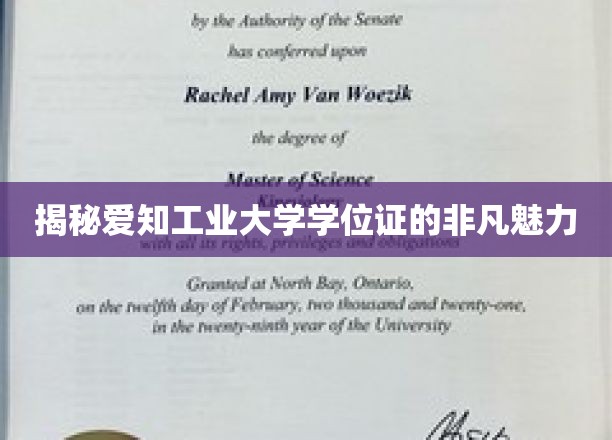 by the Authority of the Senate
has conferred upon
Rachel Amy Van Woezik
the degree of
Master of Science
Kinesiology
揭秘爱知工业大学学位证的非凡魅力
with all its rights, privileges and obligations
Granted at North Bay, Ontario,
on the twelfth day of February, two thousand and twenty-one,
in the twenty-ninth year of the University